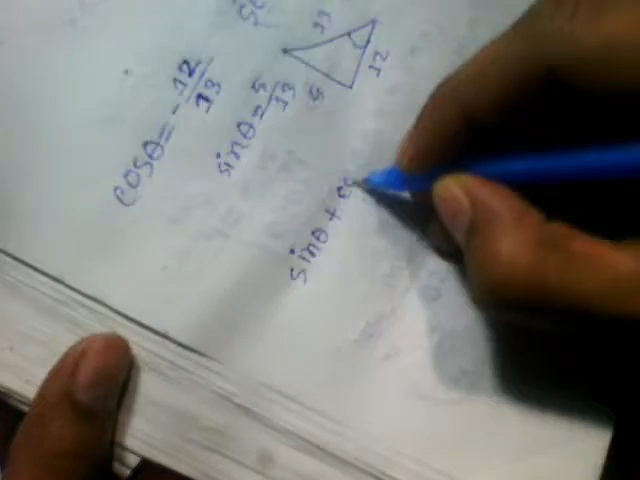 cosθ = -12/13
13
12
5
sinθ = 5/13
sinθ +